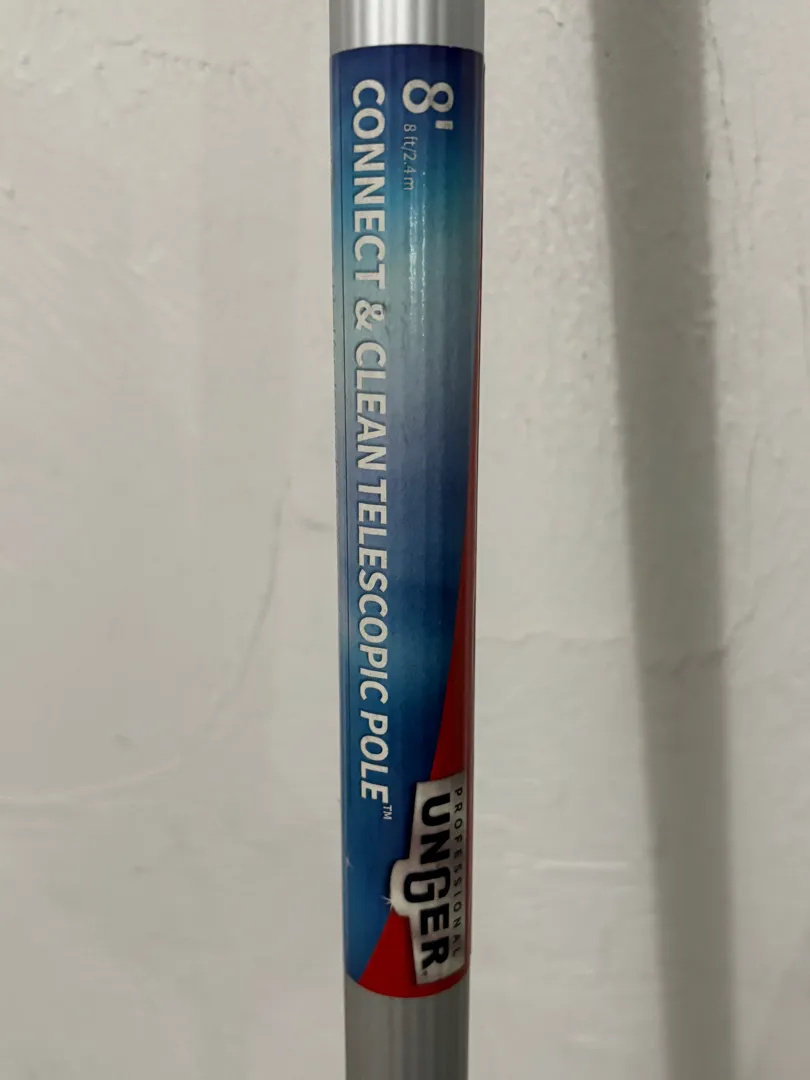 8'
8 ft/2.4 m
CONNECT & CLEAN TELESCOPIC POLE™
PROFESSIONAL
UNGER